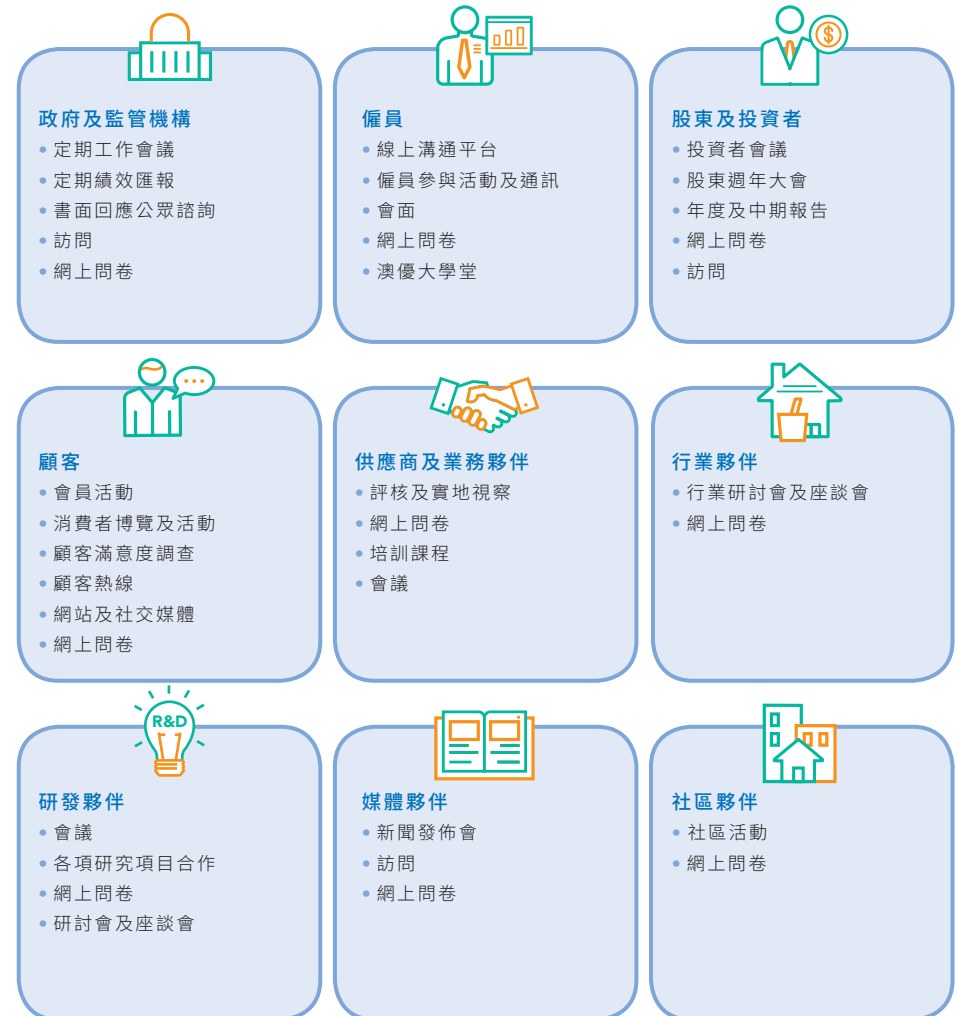 政府及監管機構
• 定期工作會議
• 定期績效匯報
• 書面回應公眾諮詢
• 訪問
• 網上問卷
僱員
• 線上溝通平台
• 僱員參與活動及通訊
• 會面
• 網上問卷
• 澳優大學堂
$
股東及投資者
• 投資者會議
• 股東週年大會
• 年度及中期報告
• 網上問卷
• 訪問
顧客
• 會員活動
• 消費者博覽及活動
• 顧客滿意度調查
• 顧客熱線
• 網站及社交媒體
• 網上問卷
供應商及業務夥伴
• 評核及實地視察
• 網上問卷
• 培訓課程
• 會議
行業夥伴
• 行業研討會及座談會
• 網上問卷
R&D
研發夥伴
• 會議
• 各項研究項目合作
• 網上問卷
• 研討會及座談會
媒體夥伴
• 新聞發佈會
• 訪問
• 網上問卷
社區夥伴
• 社區活動
• 網上問卷